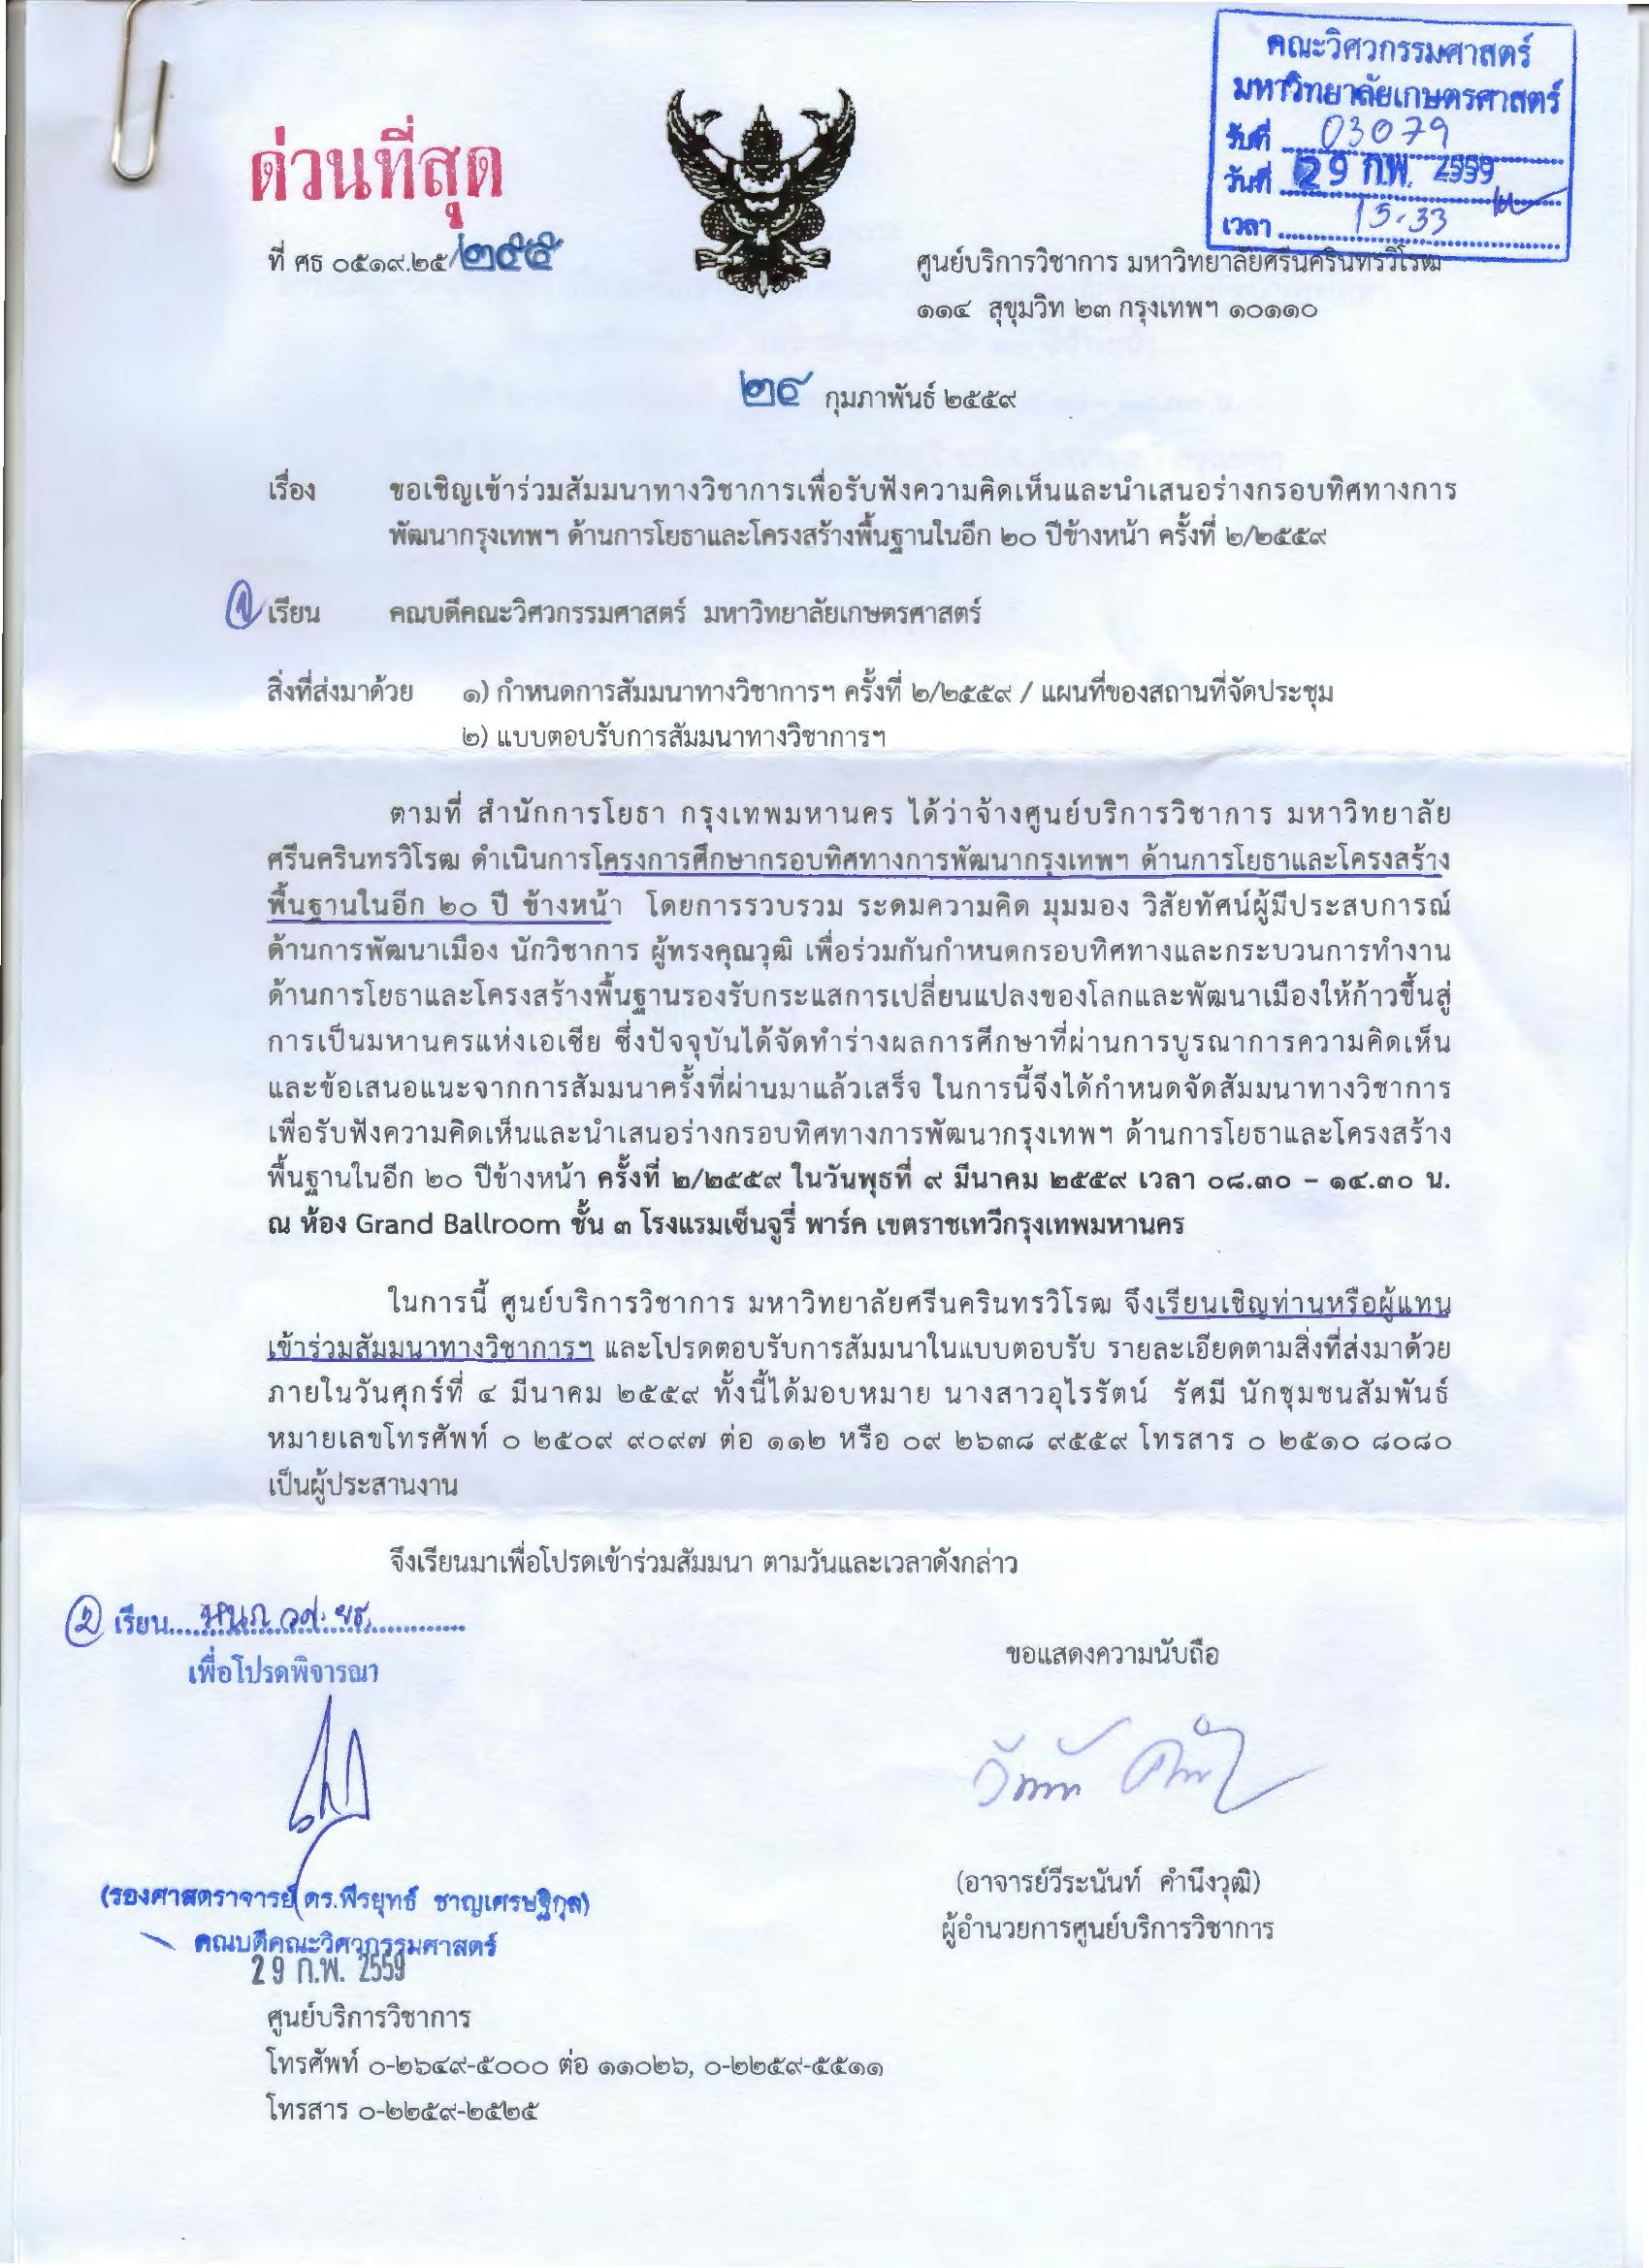 คณะวิศวกรรมศาสตร์
มหาวิทยาลัยเกษตรศาสตร์
รับที่ 03079
วันที่ 29 ก.พ. 2559
เวลา 15.33
ด่วนที่สุด
ที่ ศธ ๐๕๑๙.๒๕/๒๕๕
ศูนย์บริการวิชาการ มหาวิทยาลัยศรีนครินทรวิโรฒ
๑๑๔ สุขุมวิท ๒๓ กรุงเทพฯ ๑๐๑๑๐
๒๙ กุมภาพันธ์ ๒๕๕๙
เรื่อง ขอเชิญเข้าร่วมสัมมนาทางวิชาการเพื่อรับฟังความคิดเห็นและนำเสนอร่างกรอบทิศทางการ
พัฒนากรุงเทพฯ ด้านการโยธาและโครงสร้างพื้นฐานในอีก ๒๐ ปีข้างหน้า ครั้งที่ ๒/๒๕๕๙
๑ เรียน คณบดีคณะวิศวกรรมศาสตร์ มหาวิทยาลัยเกษตรศาสตร์
สิ่งที่ส่งมาด้วย ๑) กำหนดการสัมมนาทางวิชาการฯ ครั้งที่ ๒/๒๕๕๙ / แผนที่ของสถานที่จัดประชุม
๒) แบบตอบรับการสัมมนาทางวิชาการฯ
ตามที่ สำนักการโยธา กรุงเทพมหานคร ได้ว่าจ้างศูนย์บริการวิชาการ มหาวิทยาลัย
ศรีนครินทรวิโรฒ ดำเนินการโครงการศึกษากรอบทิศทางการพัฒนากรุงเทพฯ ด้านการโยธาและโครงสร้าง
พื้นฐานในอีก ๒๐ ปี ข้างหน้า โดยการรวบรวม ระดมความคิด มุมมอง วิสัยทัศน์ผู้มีประสบการณ์
ด้านการพัฒนาเมือง นักวิชาการ ผู้ทรงคุณวุฒิ เพื่อร่วมกันกำหนดกรอบทิศทางและกระบวนการทำงาน
ด้านการโยธาและโครงสร้างพื้นฐานรองรับกระแสการเปลี่ยนแปลงของโลกและพัฒนาเมืองให้ก้าวขึ้นสู่
การเป็นมหานครแห่งเอเชีย ซึ่งปัจจุบันได้จัดทำร่างผลการศึกษาที่ผ่านการบูรณาการความคิดเห็น
และข้อเสนอแนะจากการสัมมนาครั้งที่ผ่านมาแล้วเสร็จ ในการนี้จึงได้กำหนดจัดสัมมนาทางวิชาการ
เพื่อรับฟังความคิดเห็นและนำเสนอร่างกรอบทิศทางการพัฒนากรุงเทพฯ ด้านการโยธาและโครงสร้าง
พื้นฐานในอีก ๒๐ ปีข้างหน้า ครั้งที่ ๒/๒๕๕๙ ในวันพุธที่ ๙ มีนาคม ๒๕๕๙ เวลา ๐๘.๓๐ – ๑๔.๓๐ น.
ณ ห้อง Grand Ballroom ชั้น ๓ โรงแรมเซ็นจูรี่ พาร์ค เขตราชเทวีกรุงเทพมหานคร
ในการนี้ ศูนย์บริการวิชาการ มหาวิทยาลัยศรีนครินทรวิโรฒ จึงเรียนเชิญท่านหรือผู้แทน
เข้าร่วมสัมมนาทางวิชาการฯ และโปรดตอบรับการสัมมนาในแบบตอบรับ รายละเอียดตามสิ่งที่ส่งมาด้วย
ภายในวันศุกร์ที่ ๔ มีนาคม ๒๕๕๙ ทั้งนี้ได้มอบหมาย นางสาวอุไรรัตน์ รัศมี นักชุมชนสัมพันธ์
หมายเลขโทรศัพท์ ๐ ๒๕๐๙ ๙๐๙๗ ต่อ ๑๑๒ หรือ ๐๙ ๒๖๓๘ ๙๕๕๙ โทรสาร ๐ ๒๕๑๐ ๘๐๘๐
เป็นผู้ประสานงาน
จึงเรียนมาเพื่อโปรดเข้าร่วมสัมมนา ตามวันและเวลาดังกล่าว
๒ เรียน
เพื่อโปรดพิจารณา
ขอแสดงความนับถือ
(รองศาสตราจารย์ ดร.พีรยุทธ์ ชาญเศรษฐิกุล)
คณบดีคณะวิศวกรรมศาสตร์
29 ก.พ. 2559
(อาจารย์วีระนันท์ คำนึงวุฒิ)
ผู้อำนวยการศูนย์บริการวิชาการ
ศูนย์บริการวิชาการ
โทรศัพท์ ๐-๒๖๔๙-๕๐๐๐ ต่อ ๑๑๐๒๖, ๐-๒๒๕๙-๕๕๑๑
โทรสาร ๐-๒๒๕๙-๒๕๒๕